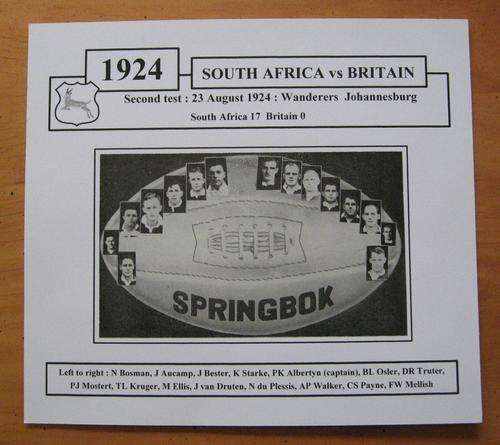 1924
SOUTH AFRICA vs BRITAIN
Second test : 23 August 1924 : Wanderers Johannesburg
South Africa 17 Britain 0
SPRINGBOK
Left to right : N Bosman, J Aucamp, J Bester, K Starke, PK Albertyn (captain), BL Osler, DR Truter,
PJ Mostert, TL Kruger, M Ellis, J van Druten, N du Plessis, AP Walker, CS Payne, FW Mellish